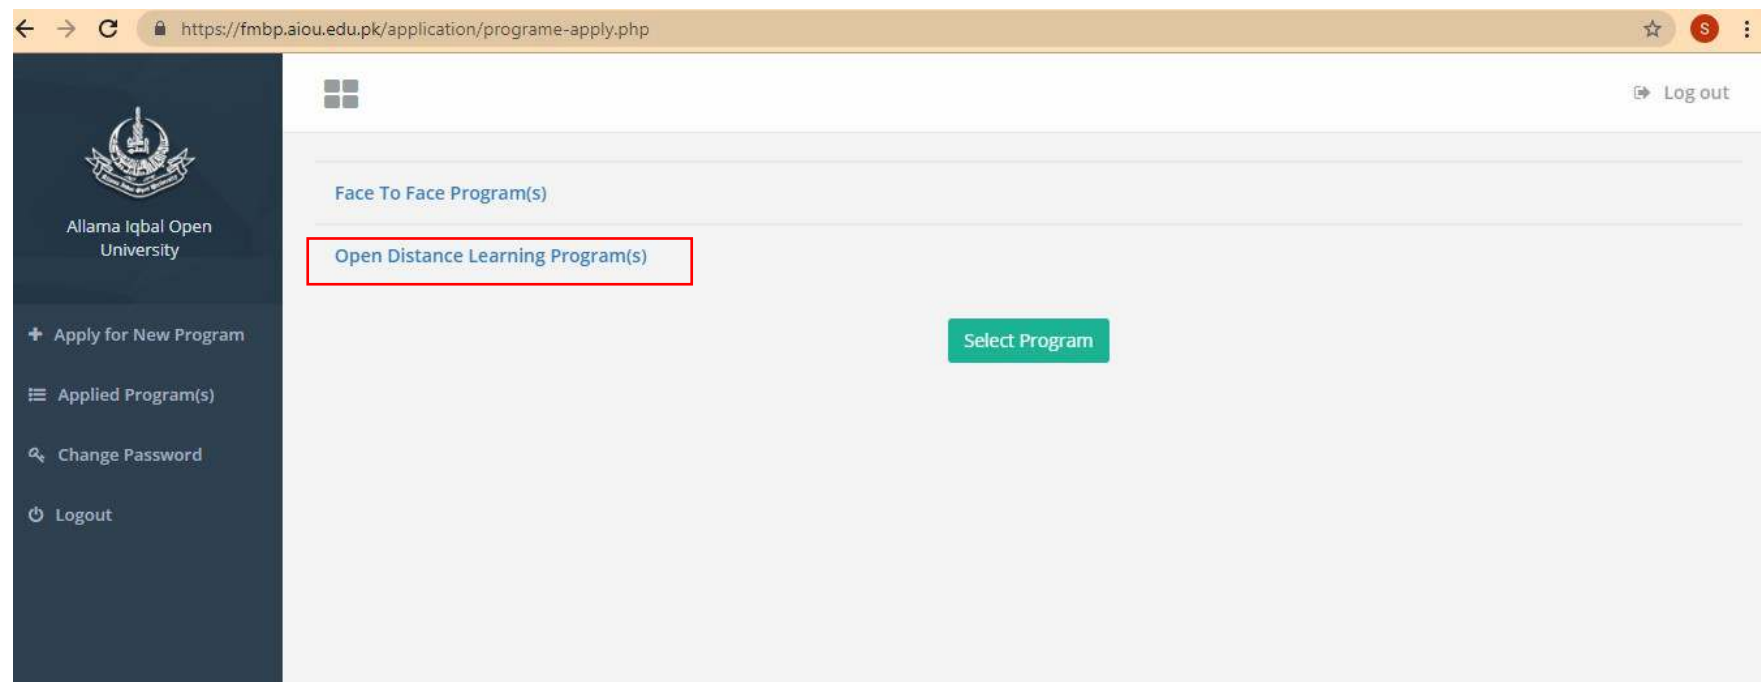 https://fmbp.aiou.edu.pk/application/programe-apply.php
S
Log out
Allama Iqbal Open
University
Face To Face Program(s)
Open Distance Learning Program(s)
Select Program
Apply for New Program
Applied Program(s)
Change Password
Logout